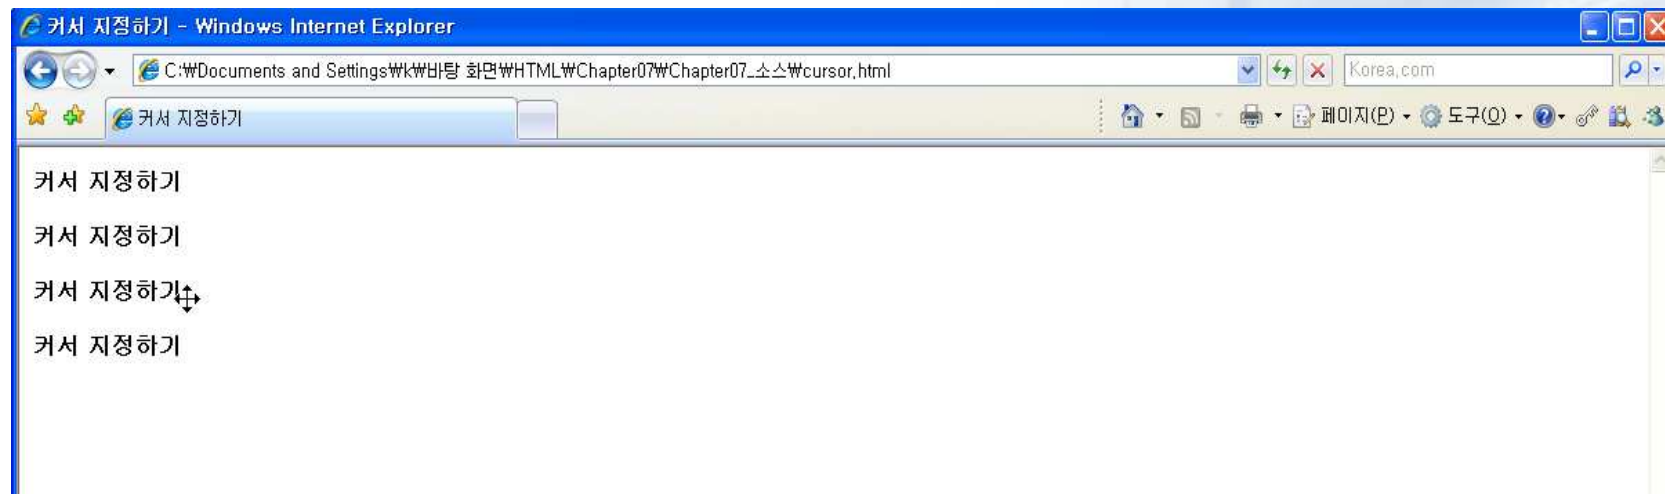 커서 지정하기 - Windows Internet Explorer
C:₩Documents and Settings₩k₩바탕 화면₩HTML₩Chapter07₩Chapter07_소스₩cursor.html
Korea.com
커서 지정하기
페이지(P)
도구(O)
커서 지정하기
커서 지정하기
커서 지정하기
커서 지정하기